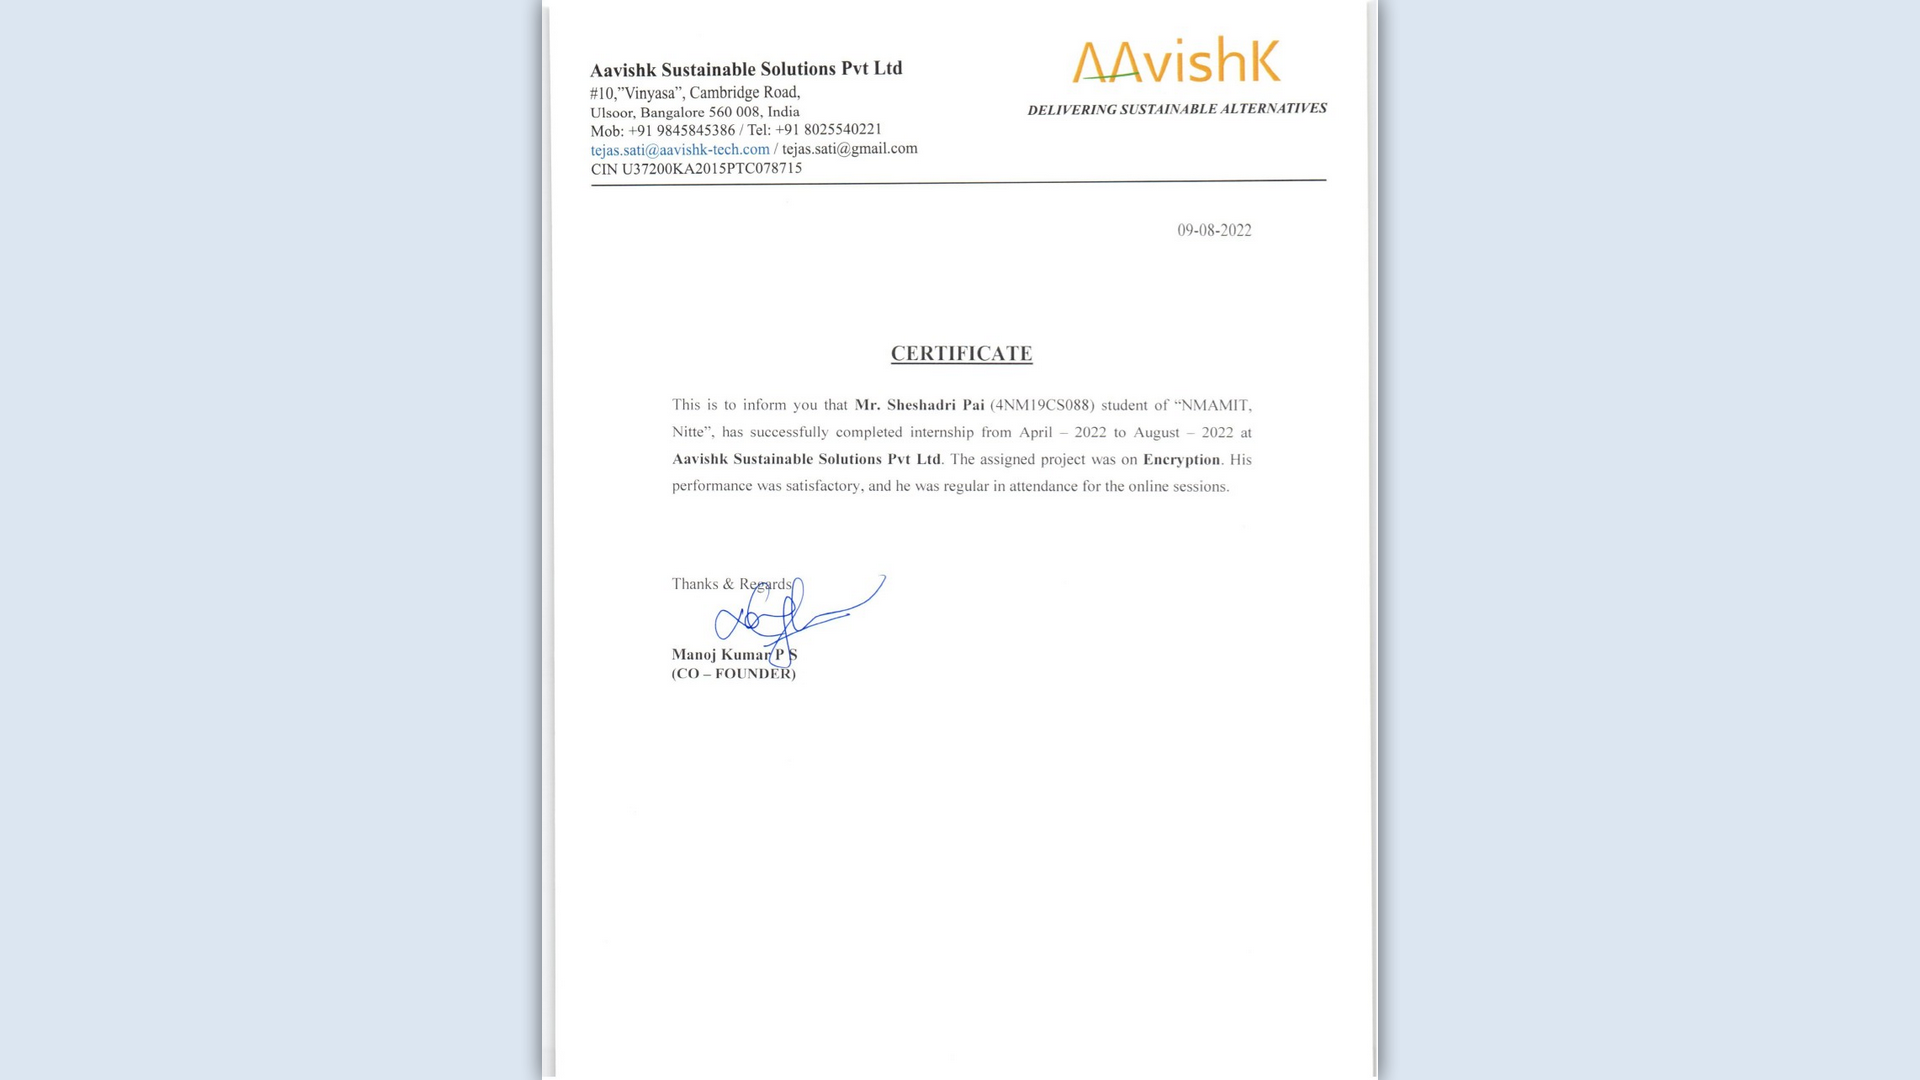 Aavishk Sustainable Solutions Pvt Ltd
#10,”Vinyasa”, Cambridge Road,
Ulsoor, Bangalore 560 008, India
Mob: +91 9845845386 / Tel: +91 8025540221
tejas.sati@aavishk-tech.com / tejas.sati@gmail.com
CIN U37200KA2015PTC078715
AAvishK
DELIVERING SUSTAINABLE ALTERNATIVES
09-08-2022
CERTIFICATE
This is to inform you that Mr. Sheshadri Pai (4NM19CS088) student of “NMAMIT,
Nitte”, has successfully completed internship from April – 2022 to August – 2022 at
Aavishk Sustainable Solutions Pvt Ltd. The assigned project was on Encryption. His
performance was satisfactory, and he was regular in attendance for the online sessions.
Thanks & Regards
Manoj Kumar P S
(CO – FOUNDER)